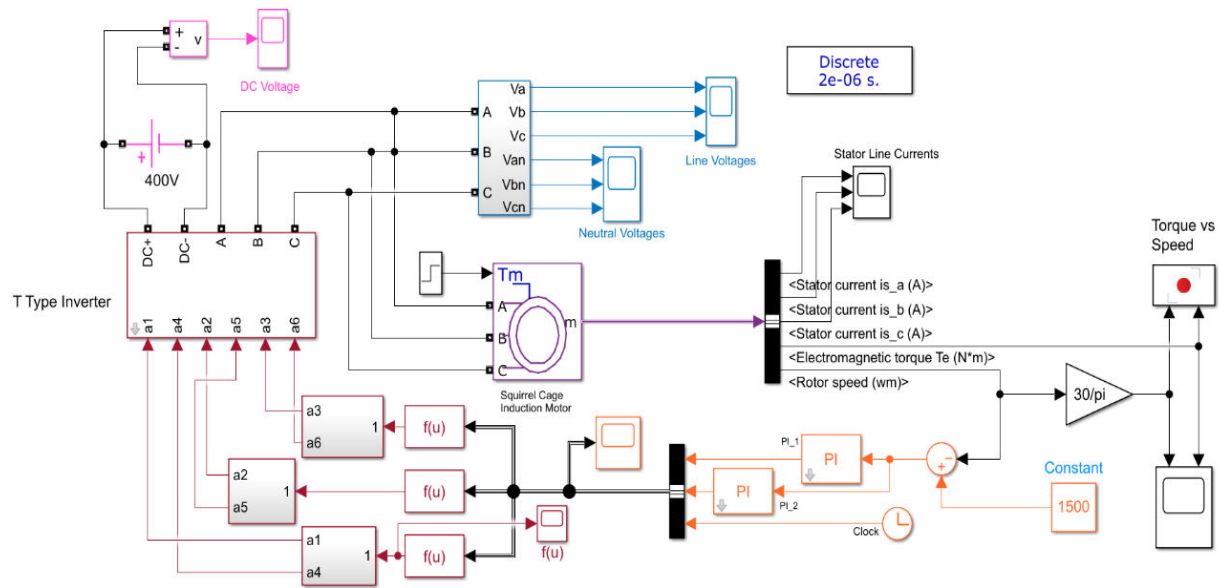 +
-
v
DC Voltage
+
400V
Discrete
2e-06 s.
A
B
C
Va
Vb
Vc
Van
Vbn
Vcn
Line Voltages
Neutral Voltages
Stator Line Currents
Torque vs
Speed
T Type Inverter
DC+
DC-
A
B
C
a1
a4
a2
a5
a3
a6
Tm
A
B
C
m
Squirrel Cage
Induction Motor
<Stator current is_a (A)>
<Stator current is_b (A)>
<Stator current is_c (A)>
<Electromagnetic torque Te (N*m)>
<Rotor speed (wm)>
30/pi
a3
a6
1
f(u)
a2
a5
1
f(u)
a1
a4
1
f(u)
f(u)
PI_1
PI
PI_2
PI
Clock
−
+
Constant
1500